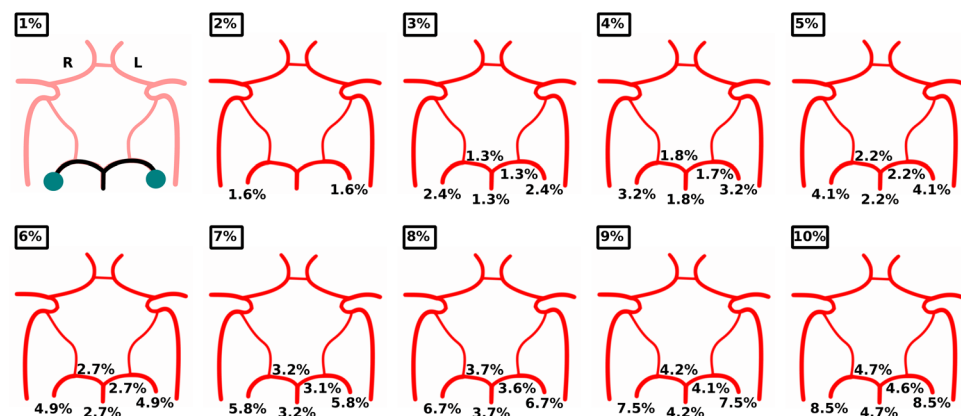 1% 2% 3% 4% 5%
R L
1.3% 1.8% 2.2%
1.3% 1.7% 2.2%
1.6% 1.6% 2.4% 2.4% 3.2% 3.2% 4.1% 4.1%
1.3% 1.8% 2.2%
6% 7% 8% 9% 10%
2.7% 3.2% 3.7% 4.2% 4.7%
2.7% 3.1% 3.6% 4.1% 4.6%
4.9% 4.9% 5.8% 5.8% 6.7% 6.7% 7.5% 7.5% 8.5% 8.5%
2.7% 3.2% 3.7% 4.2% 4.7%